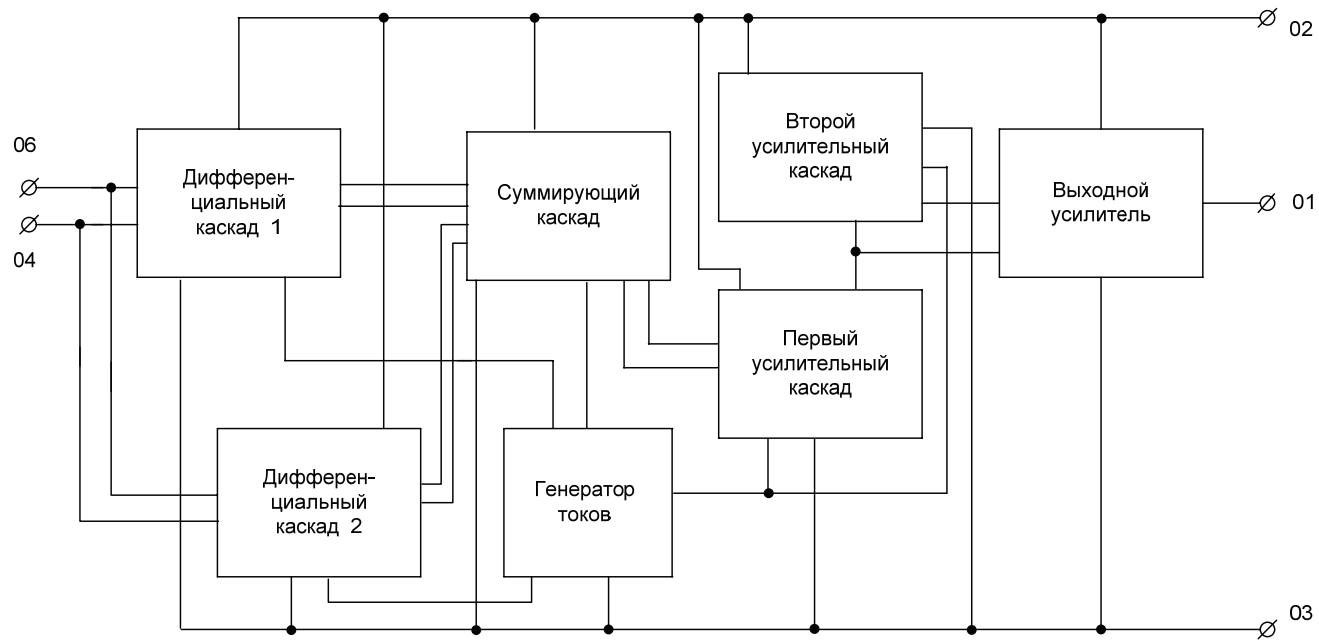 02
06
Дифферен-
циальный
каскад 1
04
Суммирующий
каскад
Второй
усилительный
каскад
Выходной
усилитель
01
Первый
усилительный
каскад
Дифферен-
циальный
каскад 2
Генератор
токов
03